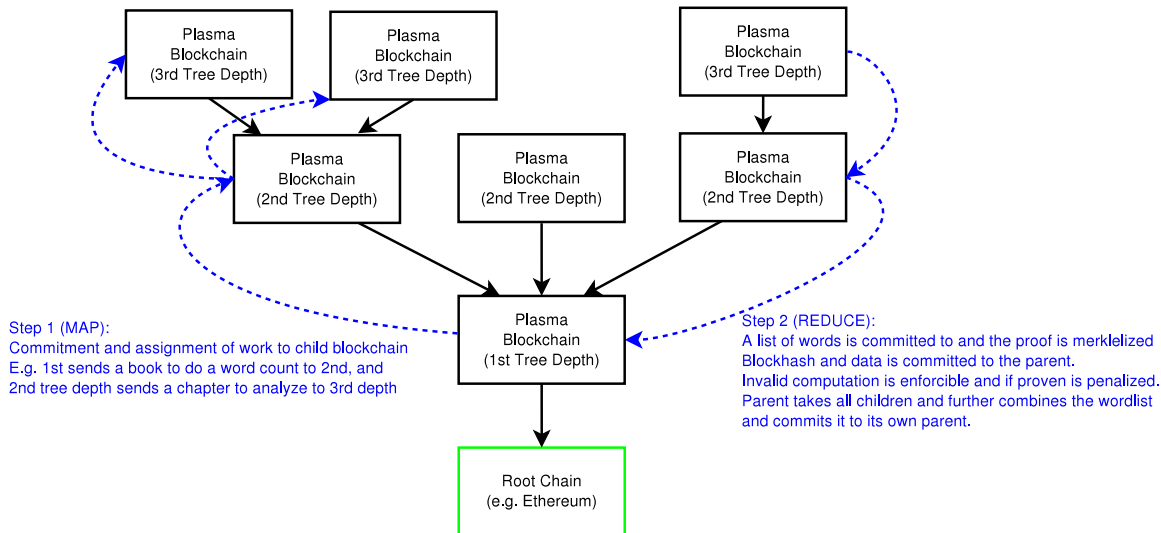 Plasma
Blockchain
(3rd Tree Depth)
Plasma
Blockchain
(3rd Tree Depth)
Plasma
Blockchain
(3rd Tree Depth)
Plasma
Blockchain
(2nd Tree Depth)
Plasma
Blockchain
(2nd Tree Depth)
Plasma
Blockchain
(2nd Tree Depth)
Plasma
Blockchain
(1st Tree Depth)
Step 1 (MAP):
Commitment and assignment of work to child blockchain
E.g. 1st sends a book to do a word count to 2nd, and
2nd tree depth sends a chapter to analyze to 3rd depth
Step 2 (REDUCE):
A list of words is committed to and the proof is merklelized
Blockhash and data is committed to the parent.
Invalid computation is enforcible and if proven is penalized.
Parent takes all children and further combines the wordlist
and commits it to its own parent.
Root Chain
(e.g. Ethereum)